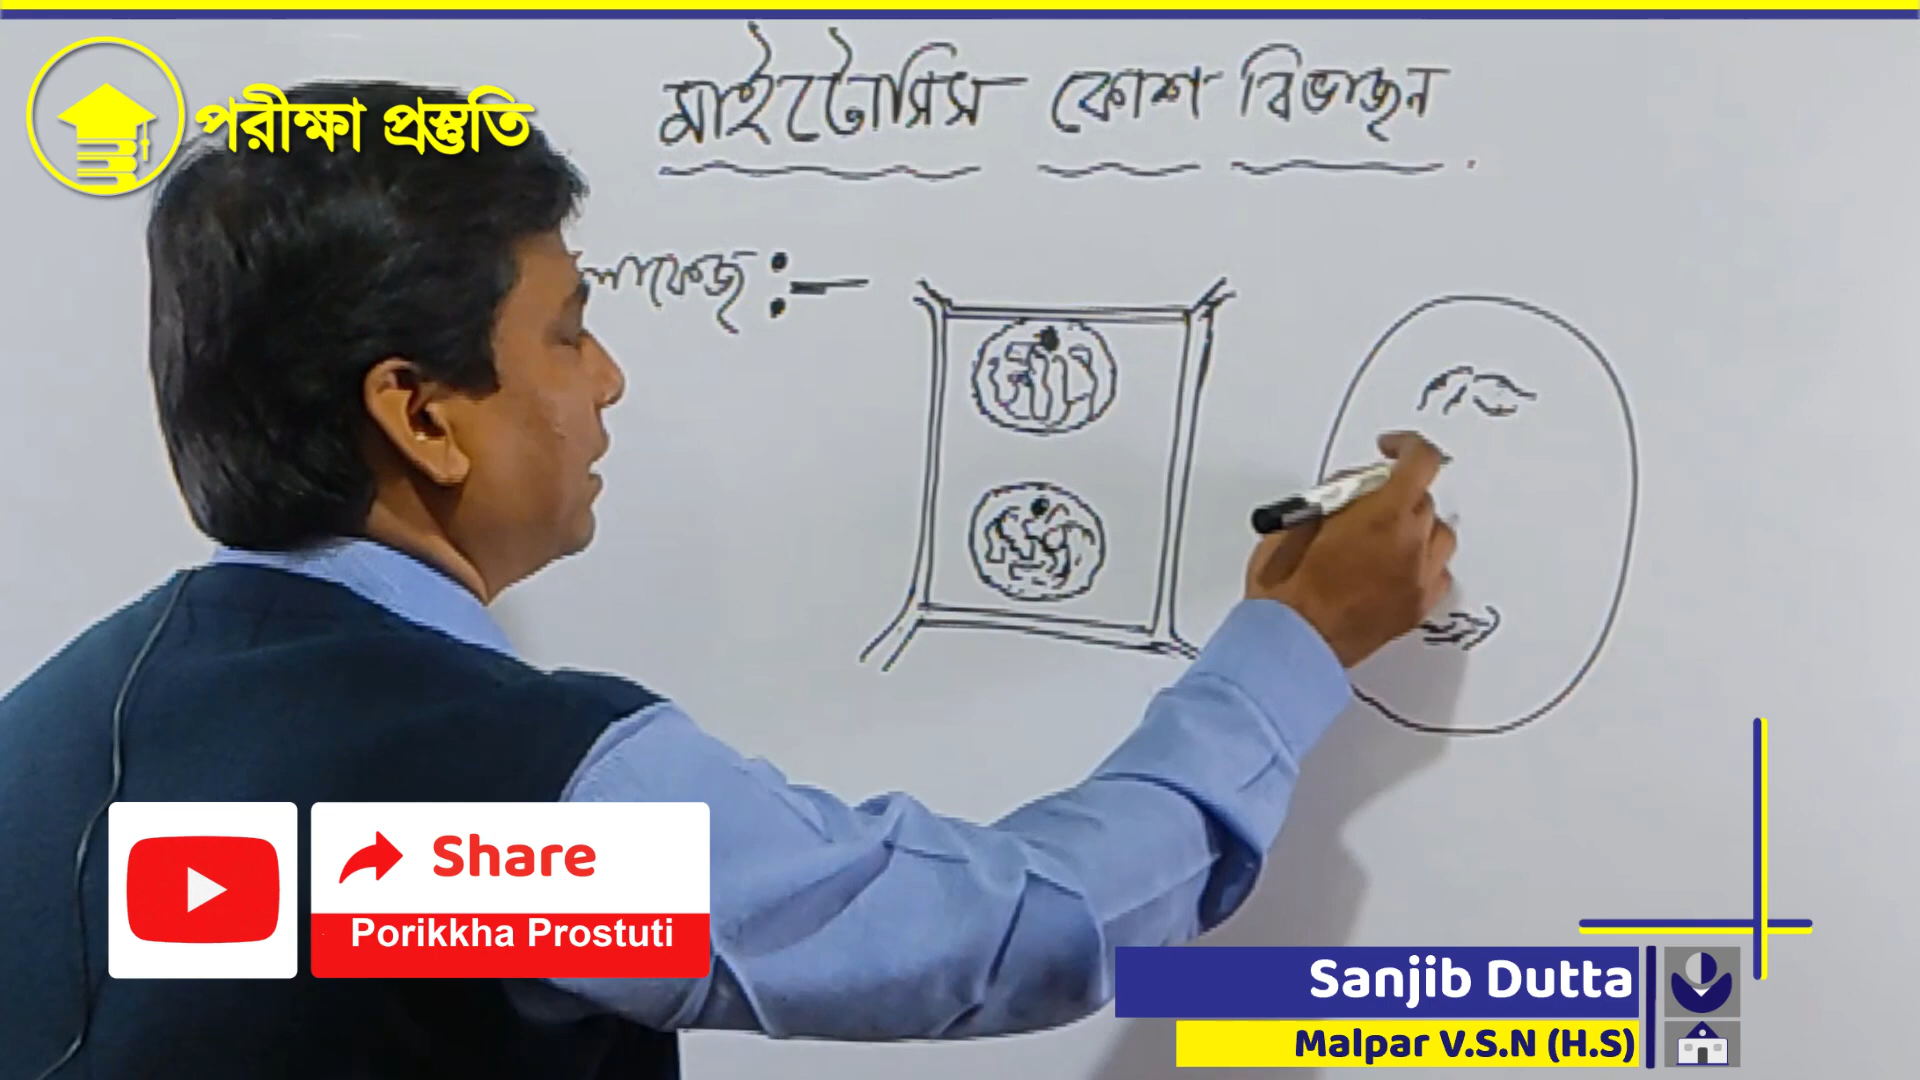 পরীক্ষা প্রস্তুতি
মাইটোসিস কোশ বিভাজন
:-
Share
Porikkha Prostuti
Sanjib Dutta
Malpar V.S.N (H.S)